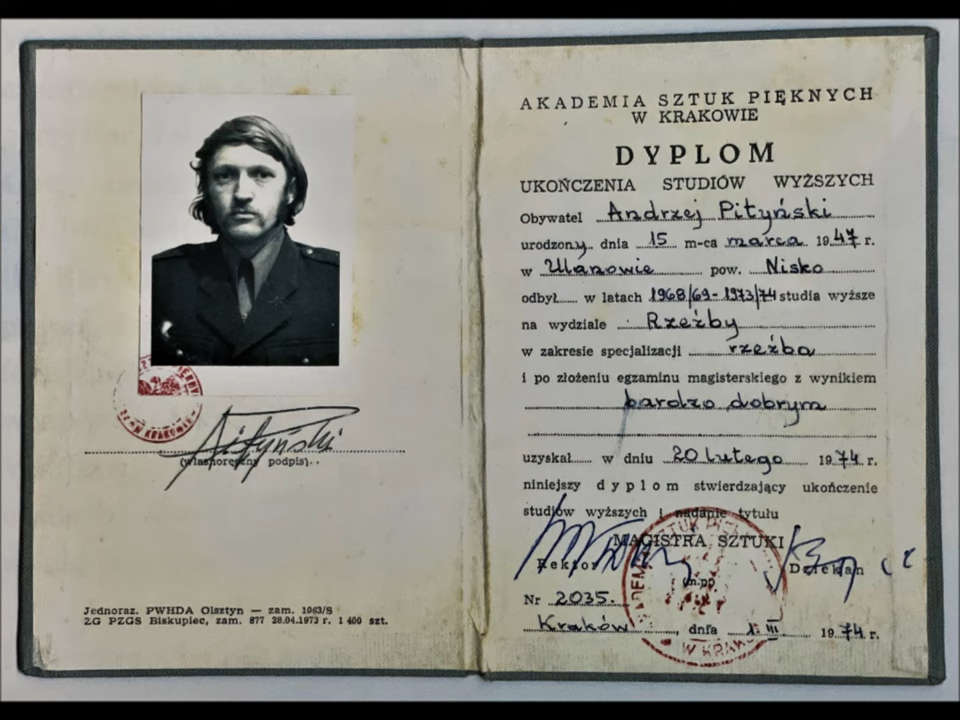 Pityński
(własnoręczny podpis)
Jednoraz. PWHDA Olsztyn — zam. 1063/S
ZG PZGS Biskupiec, zam. 877 28.04.1973 r. 1 400 szt.
AKADEMIA SZTUK PIĘKNYCH
W KRAKOWIE
DYPLOM
UKOŃCZENIA STUDIÓW WYŻSZYCH
Obywatel Andrzej Pityński
urodzony dnia 15 m-ca marca 1947 r.
w Ulanowie pow. Nisko
odbył w latach 1968/69-1973/74 studia wyższe
na wydziale Rzeźby
w zakresie specjalizacji rzeźba
i po złożeniu egzaminu magisterskiego z wynikiem
bardzo dobrym
uzyskał w dniu 20 lutego 1974 r.
niniejszy dyplom stwierdzający ukończenie
studiów wyższych i nadanie tytułu
MAGISTRA SZTUKI
Rektor Dziekan
(m.p.)
Nr 2035.
Kraków, dnia 1.III. 1974 r.
W KRAKOWIE